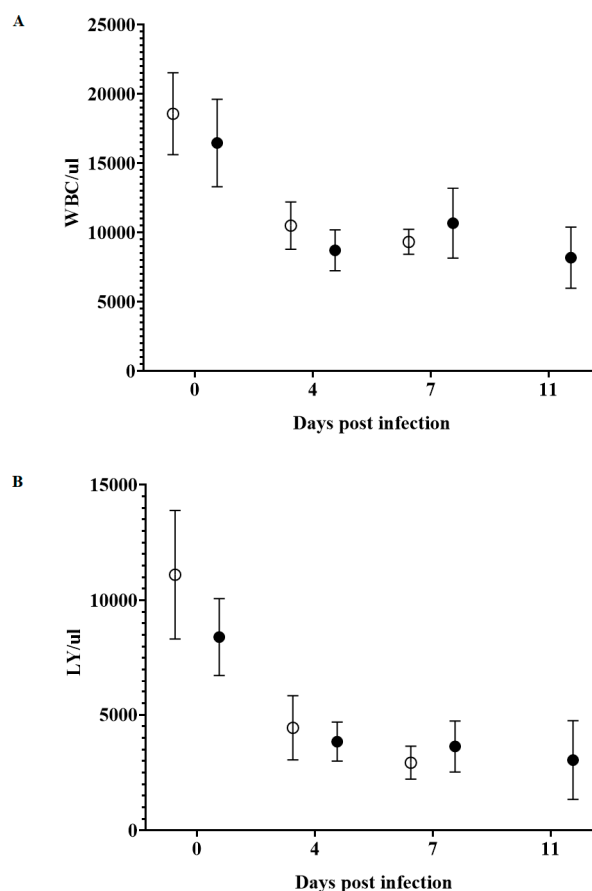 A
25000
20000
15000
10000
5000
0
WBC/ul
0 4 7 11
Days post infection
B
15000
10000
5000
0
LY/ul
0 4 7 11
Days post infection